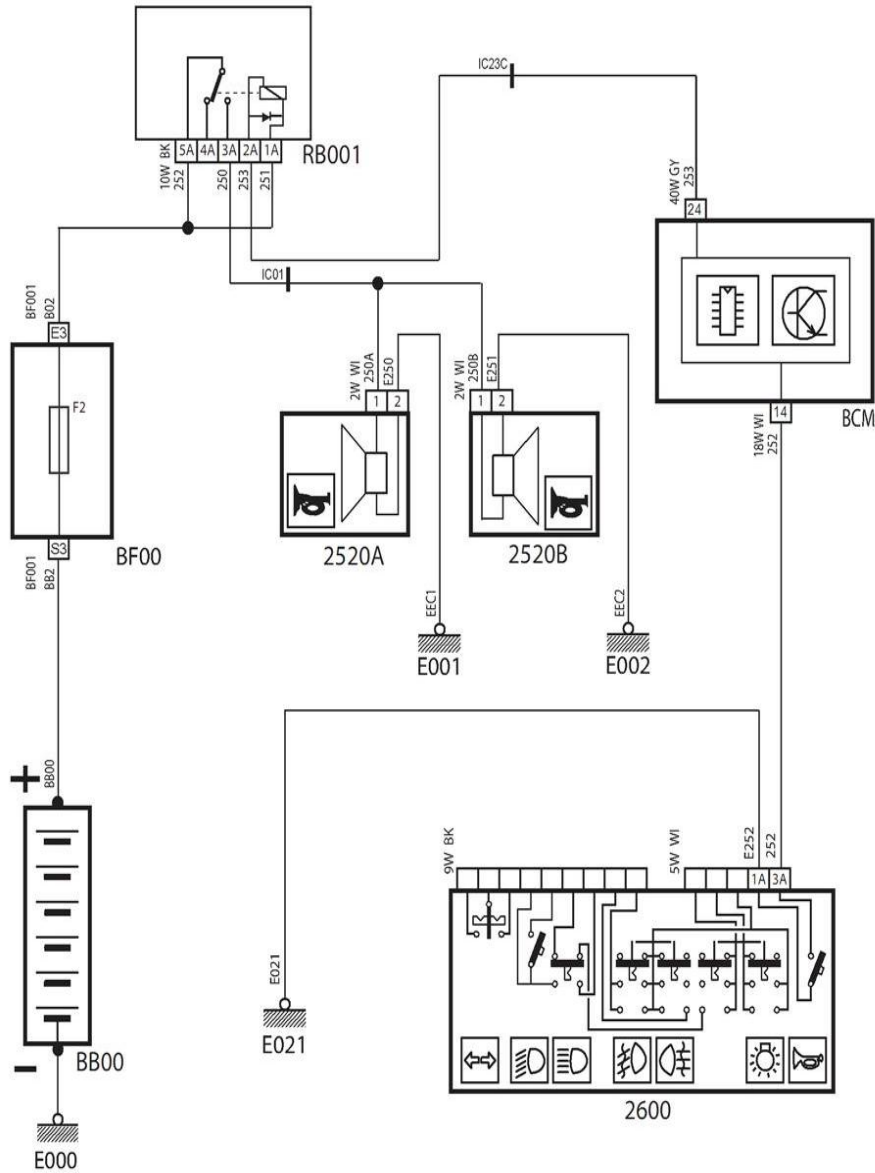 IC23C
5A 4A 3A 2A 1A
RB001
10W BK
252
250
253
251
40W GY
253
24
IC01
BF001
B02
E3
F2
2W WI
250A
E250
2W WI
250B
E251
1 2
1 2
BCM
14
18W WI
252
S3
BF00
BF001
BB2
2520A
2520B
EEC1
EEC2
E001
E002
+
BB00
9W BK
5W WI
E252
252
1A 3A
E021
E021
BB00
-
2600
E000